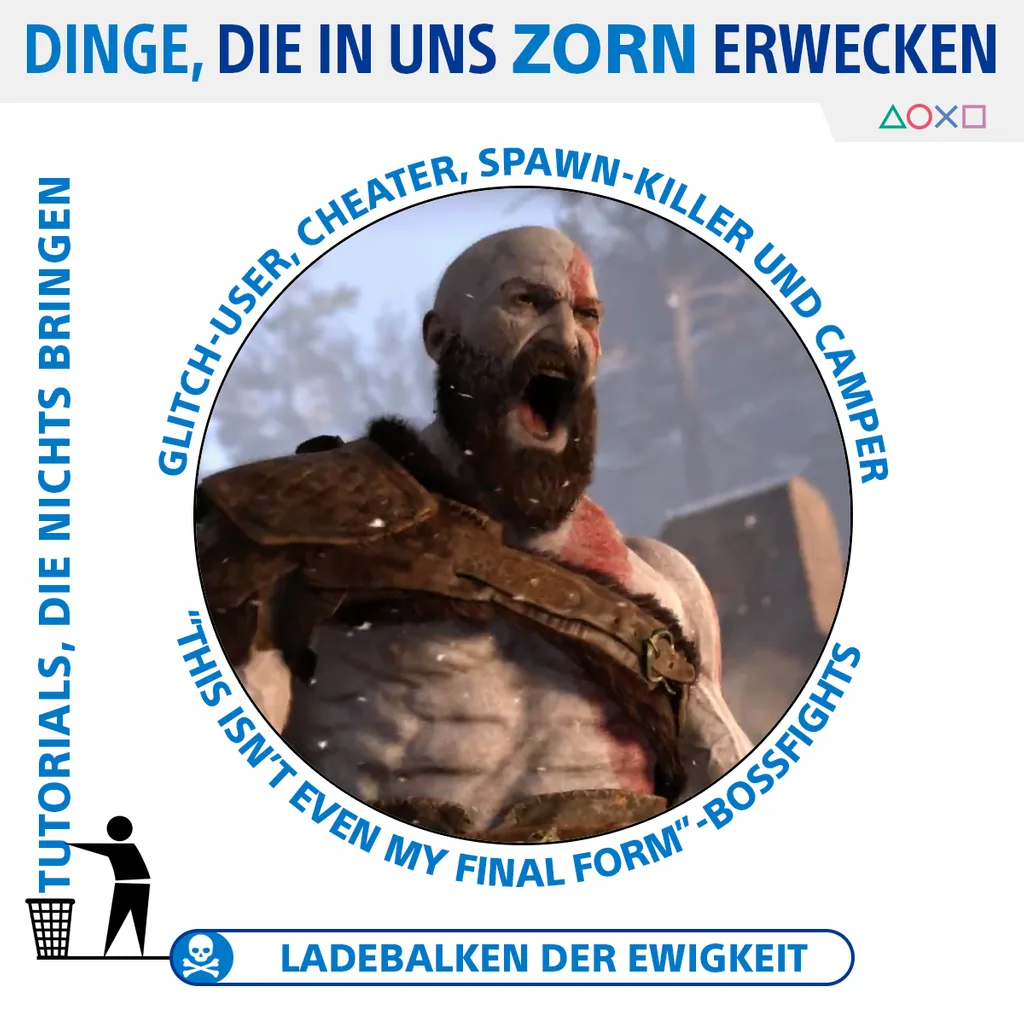 DINGE, DIE IN UNS ZORN ERWECKEN
GLITCH-USER, CHEATER, SPAWN-KILLER UND CAMPER
TUTORIALS, DIE NICHTS BRINGEN
"THIS ISN'T EVEN MY FINAL FORM"-BOSSFIGHTS
LADEBALKEN DER EWIGKEIT